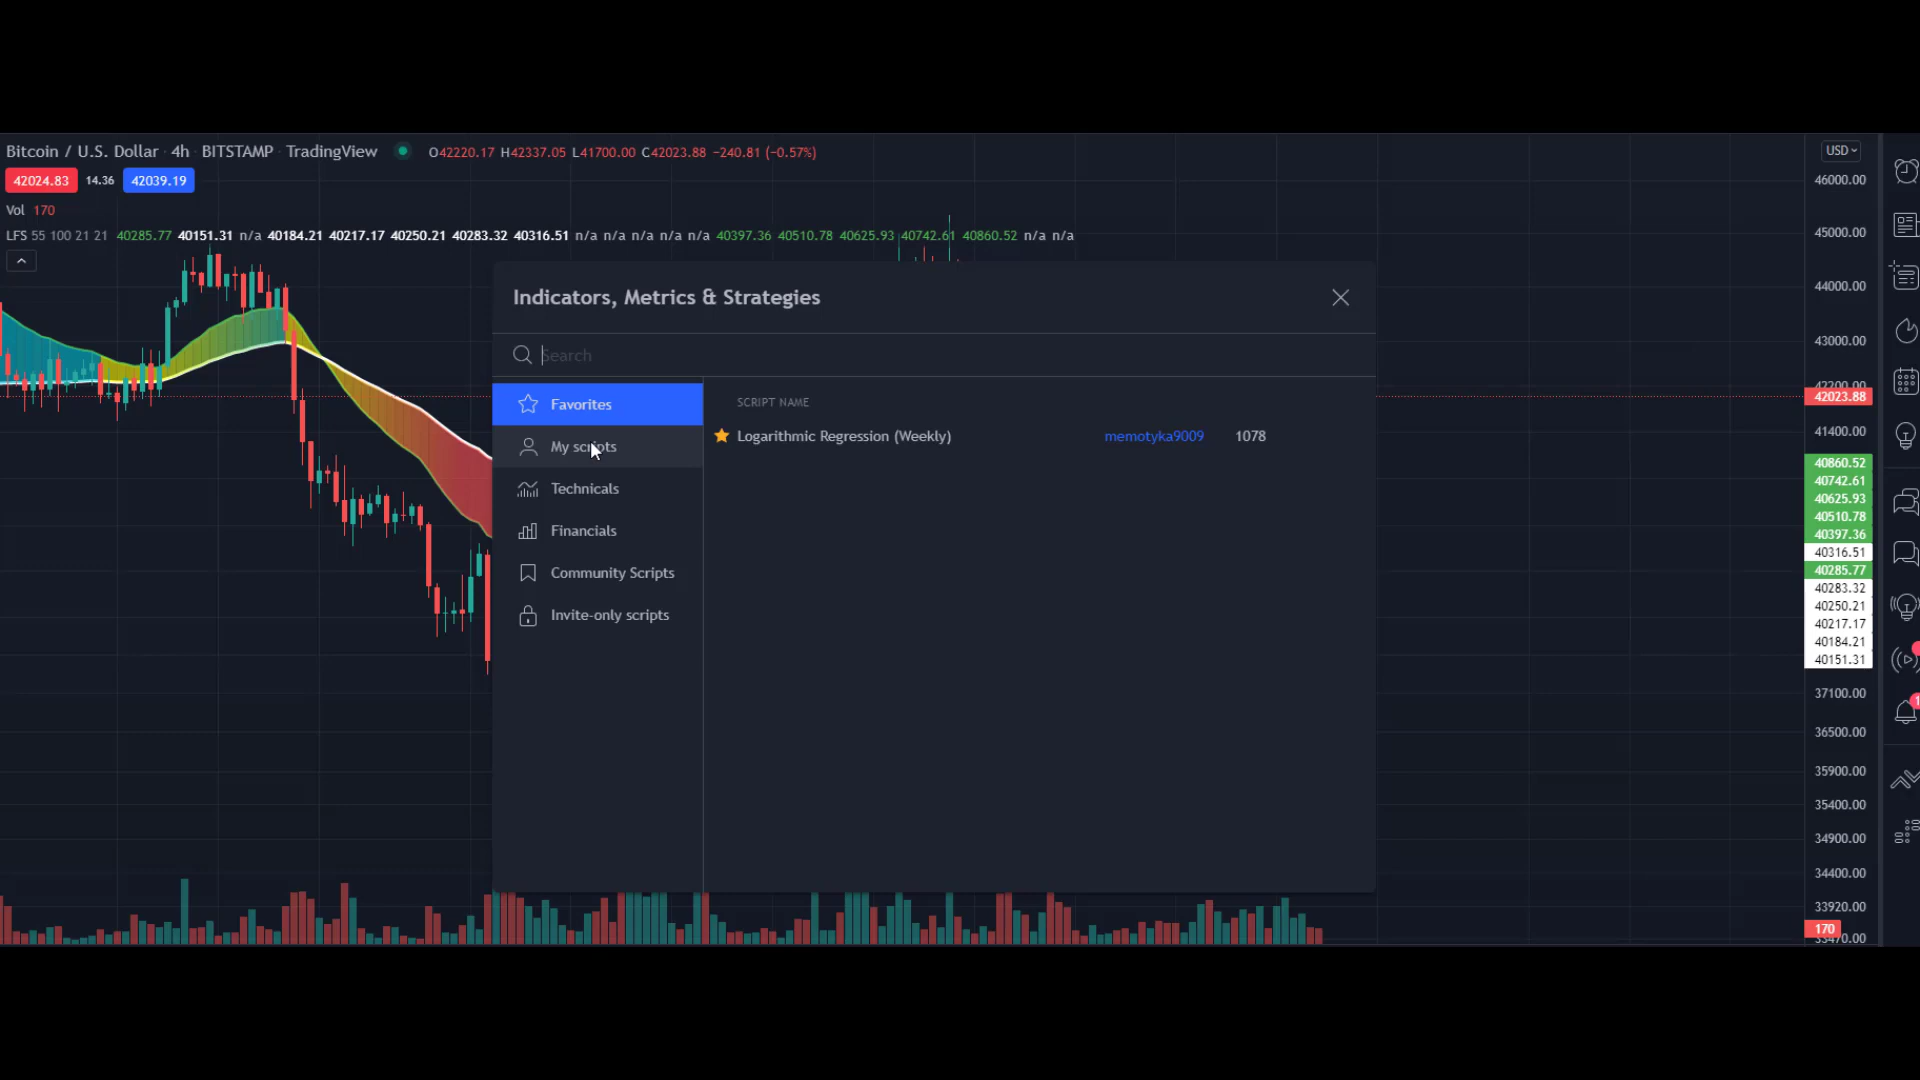 Bitcoin / U.S. Dollar 4h BITSTAMP TradingView O42220.17 H42337.05 L41700.00 C42023.88 −240.81 (−0.57%)
42024.83 14.36 42039.19
Vol 170
LFS 55 100 21 21 40285.77 40151.31 n/a 40184.21 40217.17 40250.21 40283.32 40316.51 n/a n/a n/a n/a n/a 40397.36 40510.78 40625.93 40742.61 40860.52 n/a n/a
Indicators, Metrics & Strategies
Search
Favorites
My scripts
Technicals
Financials
Community Scripts
Invite-only scripts
SCRIPT NAME
Logarithmic Regression (Weekly) memotyka9009 1078
USD
46000.00
45000.00
44000.00
43000.00
42200.00
42023.88
41400.00
40860.52
40742.61
40625.93
40510.78
40397.36
40316.51
40285.77
40283.32
40250.21
40217.17
40184.21
40151.31
37100.00
36500.00
35900.00
35400.00
34900.00
34400.00
33920.00
170
33470.00